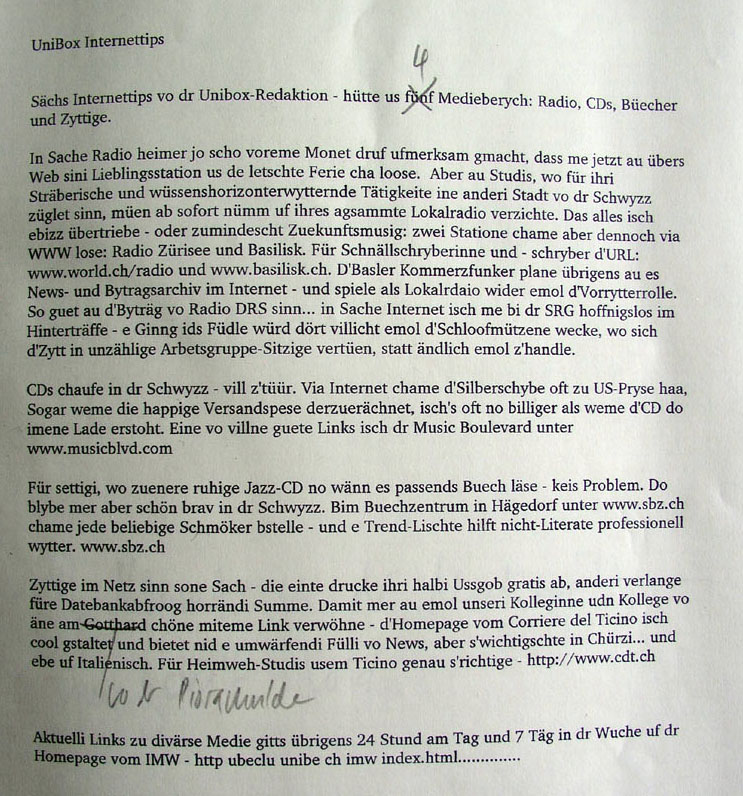 UniBox Internettips
4
Sächs Internettips vo dr Unibox-Redaktion - hütte us fünf Medieberych: Radio, CDs, Büecher
und Zyttige.
In Sache Radio heimer jo scho voreme Monet druf ufmerksam gmacht, dass me jetzt au übers
Web sini Lieblingsstation us de letschte Ferie cha loose. Aber au Studis, wo für ihri
Sträberische und wüssenshorizonterwytternde Tätigkeite ine anderi Stadt vo dr Schwyzz
züglet sinn, müen ab sofort nümm uf ihres agsammte Lokalradio verzichte. Das alles isch
ebizz übertriebe - oder zumindescht Zuekunftsmusig: zwei Statione chame aber dennoch via
WWW lose: Radio Zürisee und Basilisk. Für Schnällschryberinne und - schryber d'URL:
www.world.ch/radio und www.basilisk.ch. D'Basler Kommerzfunker plane übrigens au es
News- und Bytragsarchiv im Internet - und spiele als Lokalrdaio wider emol d'Vorrytterrolle.
So guet au d'Byträg vo Radio DRS sinn... in Sache Internet isch me bi dr SRG hoffnigslos im
Hinterträffe - e Ginng ids Füdle würd dört villicht emol d'Schloofmützene wecke, wo sich
d'Zytt in unzählige Arbetsgruppe-Sitzige vertüen, statt ändlich emol z'handle.
CDs chaufe in dr Schwyzz - vill z'tüür. Via Internet chame d'Silberschybe oft zu US-Pryse haa,
Sogar weme die happige Versandspese derzuerächnet, isch's oft no billiger als weme d'CD do
imene Lade erstoht. Eine vo villne guete Links isch dr Music Boulevard unter
www.musicblvd.com
Für settigi, wo zuenere ruhige Jazz-CD no wänn es passends Buech läse - keis Problem. Do
blybe mer aber schön brav in dr Schwyzz. Bim Buechzentrum in Hägedorf unter www.sbz.ch
chame jede beliebige Schmöker bstelle - und e Trend-Lischte hilft nicht-Literate professionell
wytter. www.sbz.ch
Zyttige im Netz sinn sone Sach - die einte drucke ihri halbi Ussgob gratis ab, anderi verlange
füre Datebankabfroog horrändi Summe. Damit mer au emol unseri Kolleginne udn Kollege vo
äne am Gotthard chöne miteme Link verwöhne - d'Homepage vom Corriere del Ticino isch
cool gstaltet und bietet nid e umwärfendi Fülli vo News, aber s'wichtigschte in Chürzi... und
ebe uf Italiënisch. Für Heimweh-Studis usem Ticino genau s'richtige - http://www.cdt.ch
vo dr
Aktuelli Links zu divärse Medie gitts übrigens 24 Stund am Tag und 7 Täg in dr Wuche uf dr
Homepage vom IMW - http ubeclu unibe ch imw index.html..............